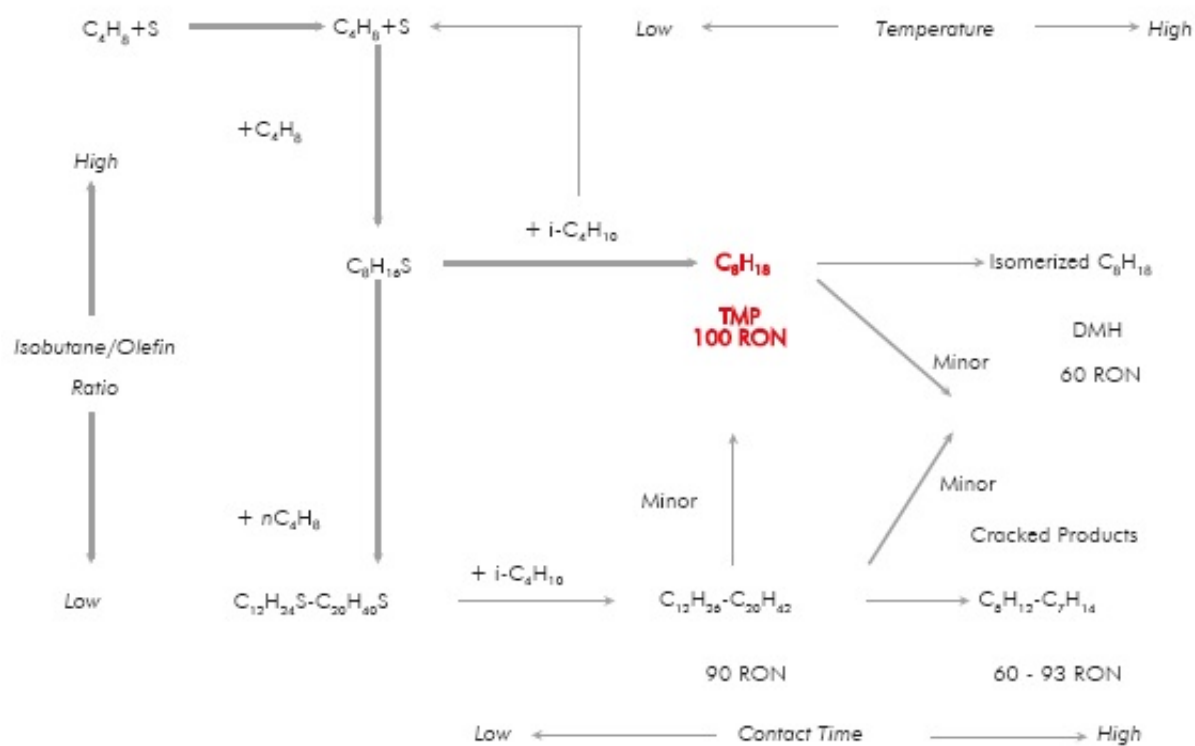 C₄H₈+S
C₄H₈+S
Low
Temperature
High
+C₄H₈
High
+ i-C₄H₁₀
C₈H₁₆S
C₈H₁₈
Isomerized C₈H₁₈
TMP
100 RON
DMH
60 RON
Isobutane/Olefin
Ratio
Minor
Minor
Minor
+ nC₄H₈
Cracked Products
+ i-C₄H₁₀
Low
C₁₂H₂₄S-C₂₀H₄₀S
C₁₂H₂₆-C₂₀H₄₂
C₅H₁₂-C₇H₁₄
90 RON
60 - 93 RON
Low
Contact Time
High